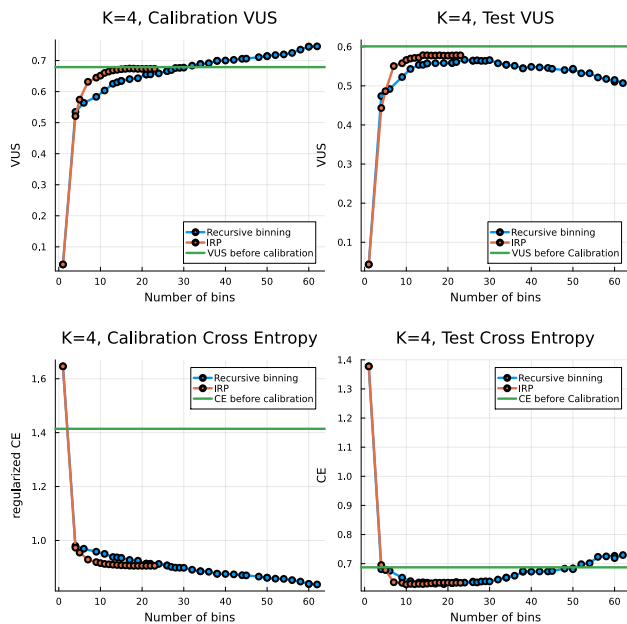 K=4, Calibration VUS
VUS
0.7
0.6
0.5
0.4
0.3
0.2
0.1
Recursive binning
IRP
VUS before calibration
0 10 20 30 40 50 60
Number of bins
K=4, Test VUS
VUS
0.6
0.5
0.4
0.3
0.2
0.1
Recursive binning
IRP
VUS before Calibration
0 10 20 30 40 50 60
Number of bins
K=4, Calibration Cross Entropy
regularized CE
1.6
1.4
1.2
1.0
Recursive binning
IRP
CE before calibration
0 10 20 30 40 50 60
Number of bins
K=4, Test Cross Entropy
CE
1.4
1.3
1.2
1.1
1.0
0.9
0.8
0.7
0.6
Recursive binning
IRP
CE before Calibration
0 10 20 30 40 50 60
Number of bins